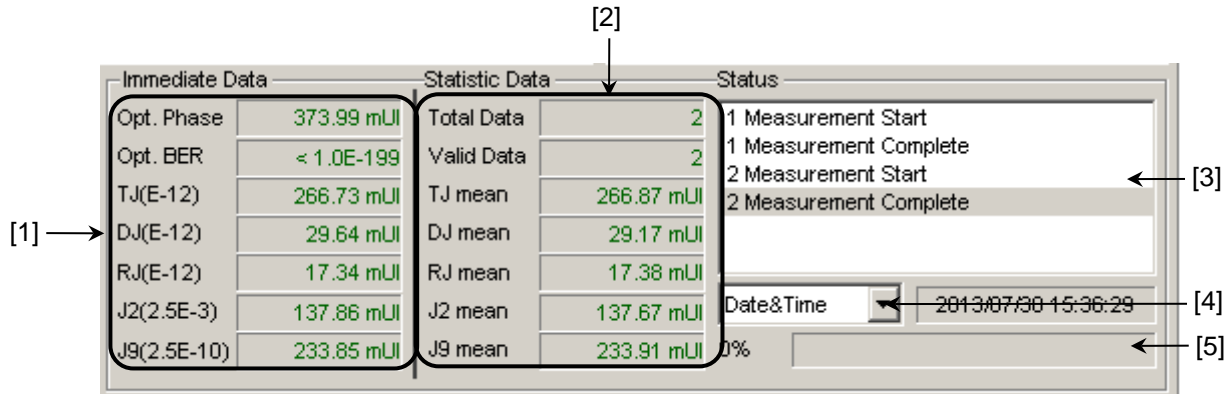 [2]
Immediate Data Statistic Data Status
Opt. Phase 373.99 mUI Total Data 2 1 Measurement Start
1 Measurement Complete
Opt. BER < 1.0E-199 Valid Data 2 2 Measurement Start
[3]
TJ(E-12) 266.73 mUI TJ mean 266.87 mUI 2 Measurement Complete
[1]
DJ(E-12) 29.64 mUI DJ mean 29.17 mUI
RJ(E-12) 17.34 mUI RJ mean 17.38 mUI
J2(2.5E-3) 137.86 mUI J2 mean 137.67 mUI Date&Time 2013/07/30 15:36:29 [4]
J9(2.5E-10) 233.85 mUI J9 mean 233.91 mUI 0% [5]